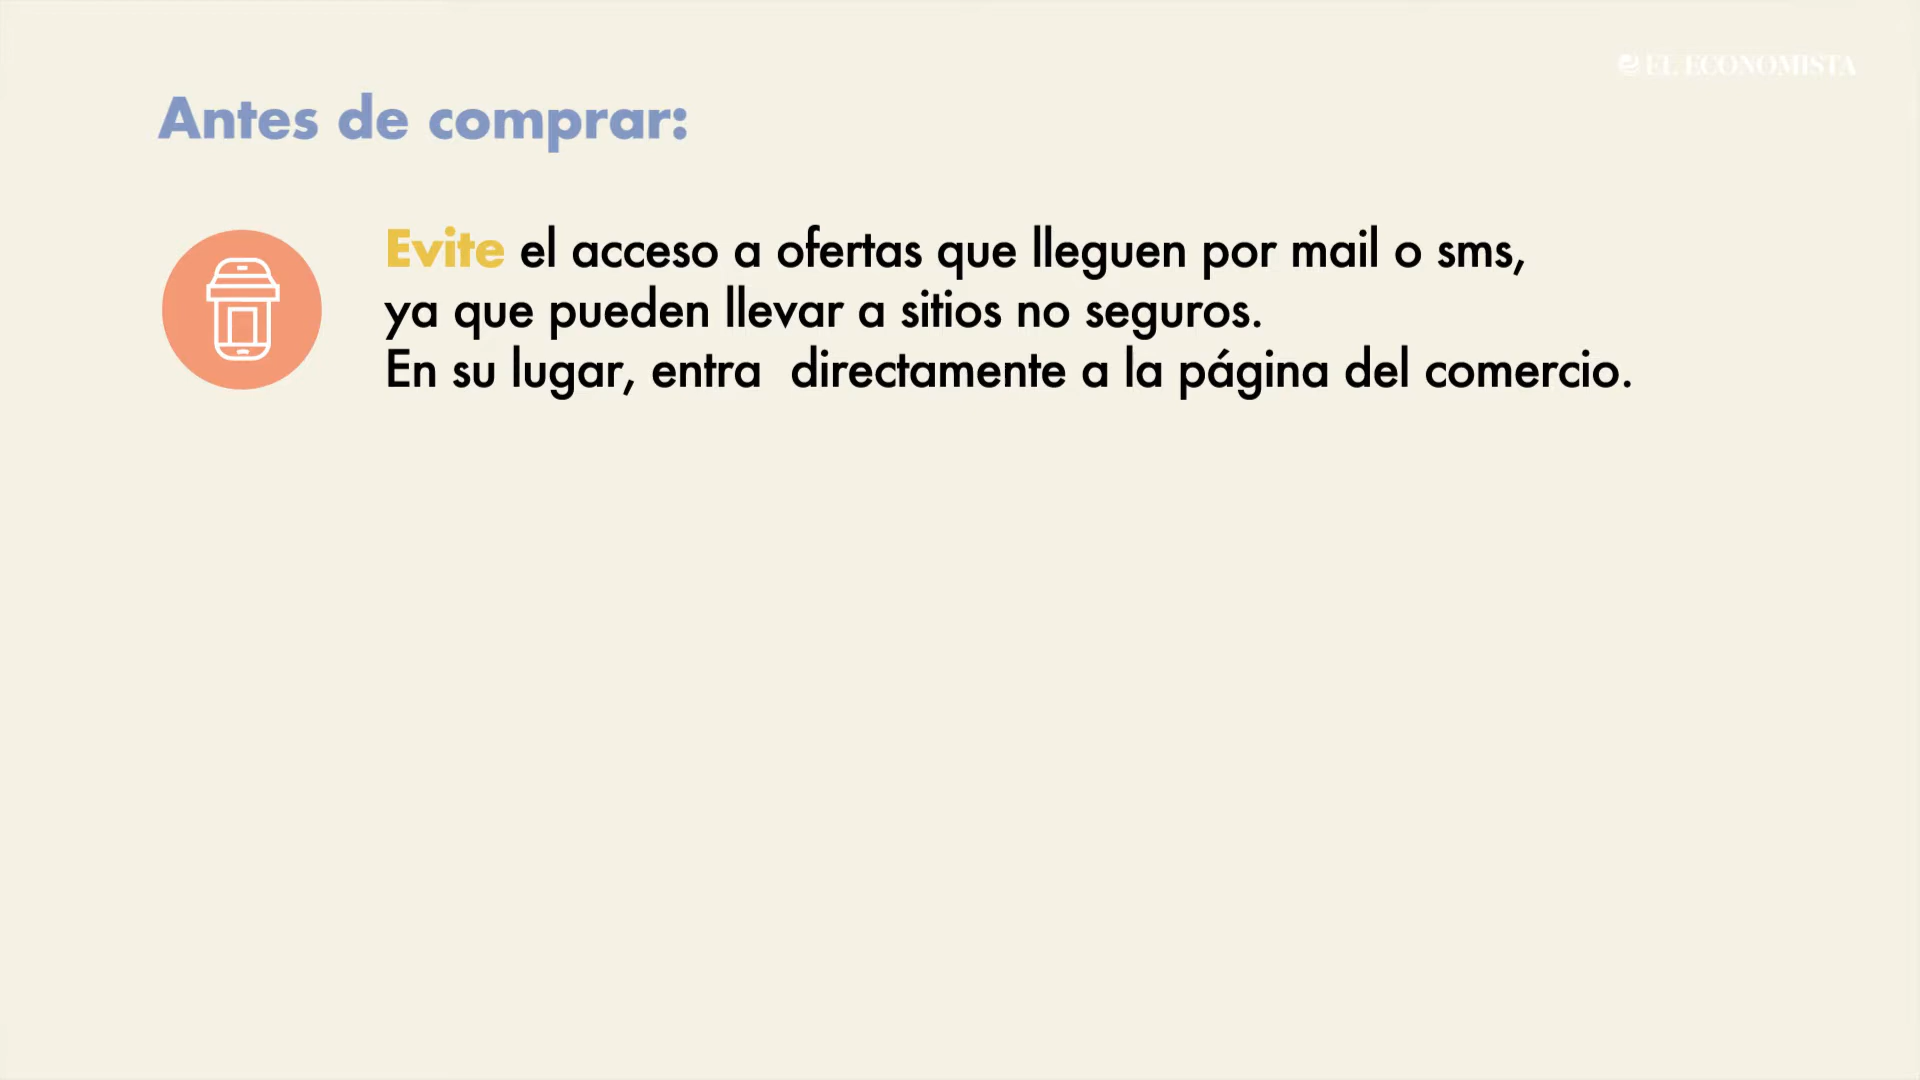 EL ECONOMISTA
Antes de comprar:
Evite el acceso a ofertas que lleguen por mail o sms,
ya que pueden llevar a sitios no seguros.
En su lugar, entra  directamente a la página del comercio.